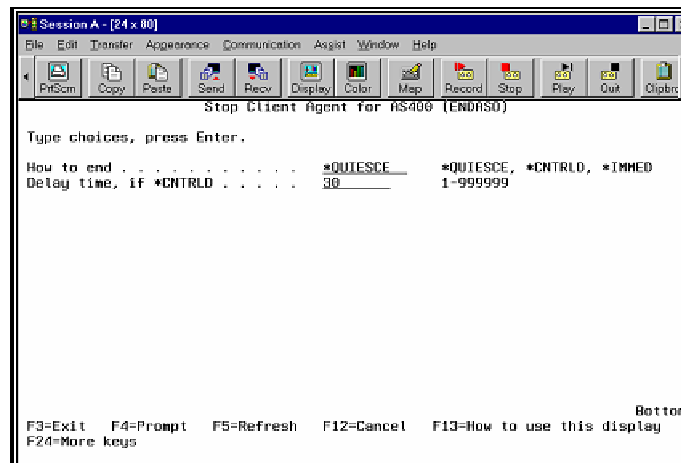 Session A - [24 x 80]
File Edit Transfer Appearance Communication Assist Window Help
PrtScrn Copy Paste Send Recv Display Color Map Record Stop Play Quit Clipbrd
Stop Client Agent for AS400 (ENDASO)
Type choices, press Enter.
How to end . . . . . . . . . . . *QUIESCE *QUIESCE, *CNTRLD, *IMMED
Delay time, if *CNTRLD . . . . . 30 1-999999
Bottom
F3=Exit F4=Prompt F5=Refresh F12=Cancel F13=How to use this display
F24=More keys